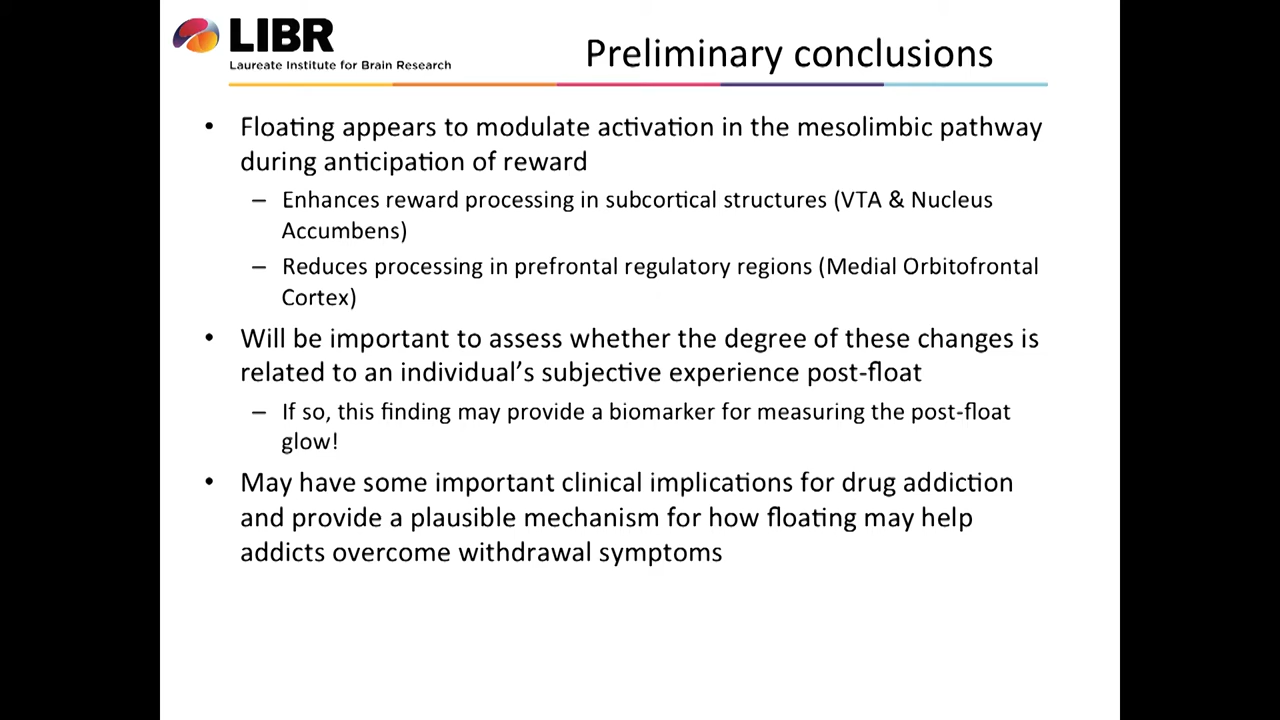 LIBR
Laureate Institute for Brain Research
Preliminary conclusions
• Floating appears to modulate activation in the mesolimbic pathway
during anticipation of reward
– Enhances reward processing in subcortical structures (VTA & Nucleus
Accumbens)
– Reduces processing in prefrontal regulatory regions (Medial Orbitofrontal
Cortex)
• Will be important to assess whether the degree of these changes is
related to an individual’s subjective experience post-float
– If so, this finding may provide a biomarker for measuring the post-float
glow!
• May have some important clinical implications for drug addiction
and provide a plausible mechanism for how floating may help
addicts overcome withdrawal symptoms